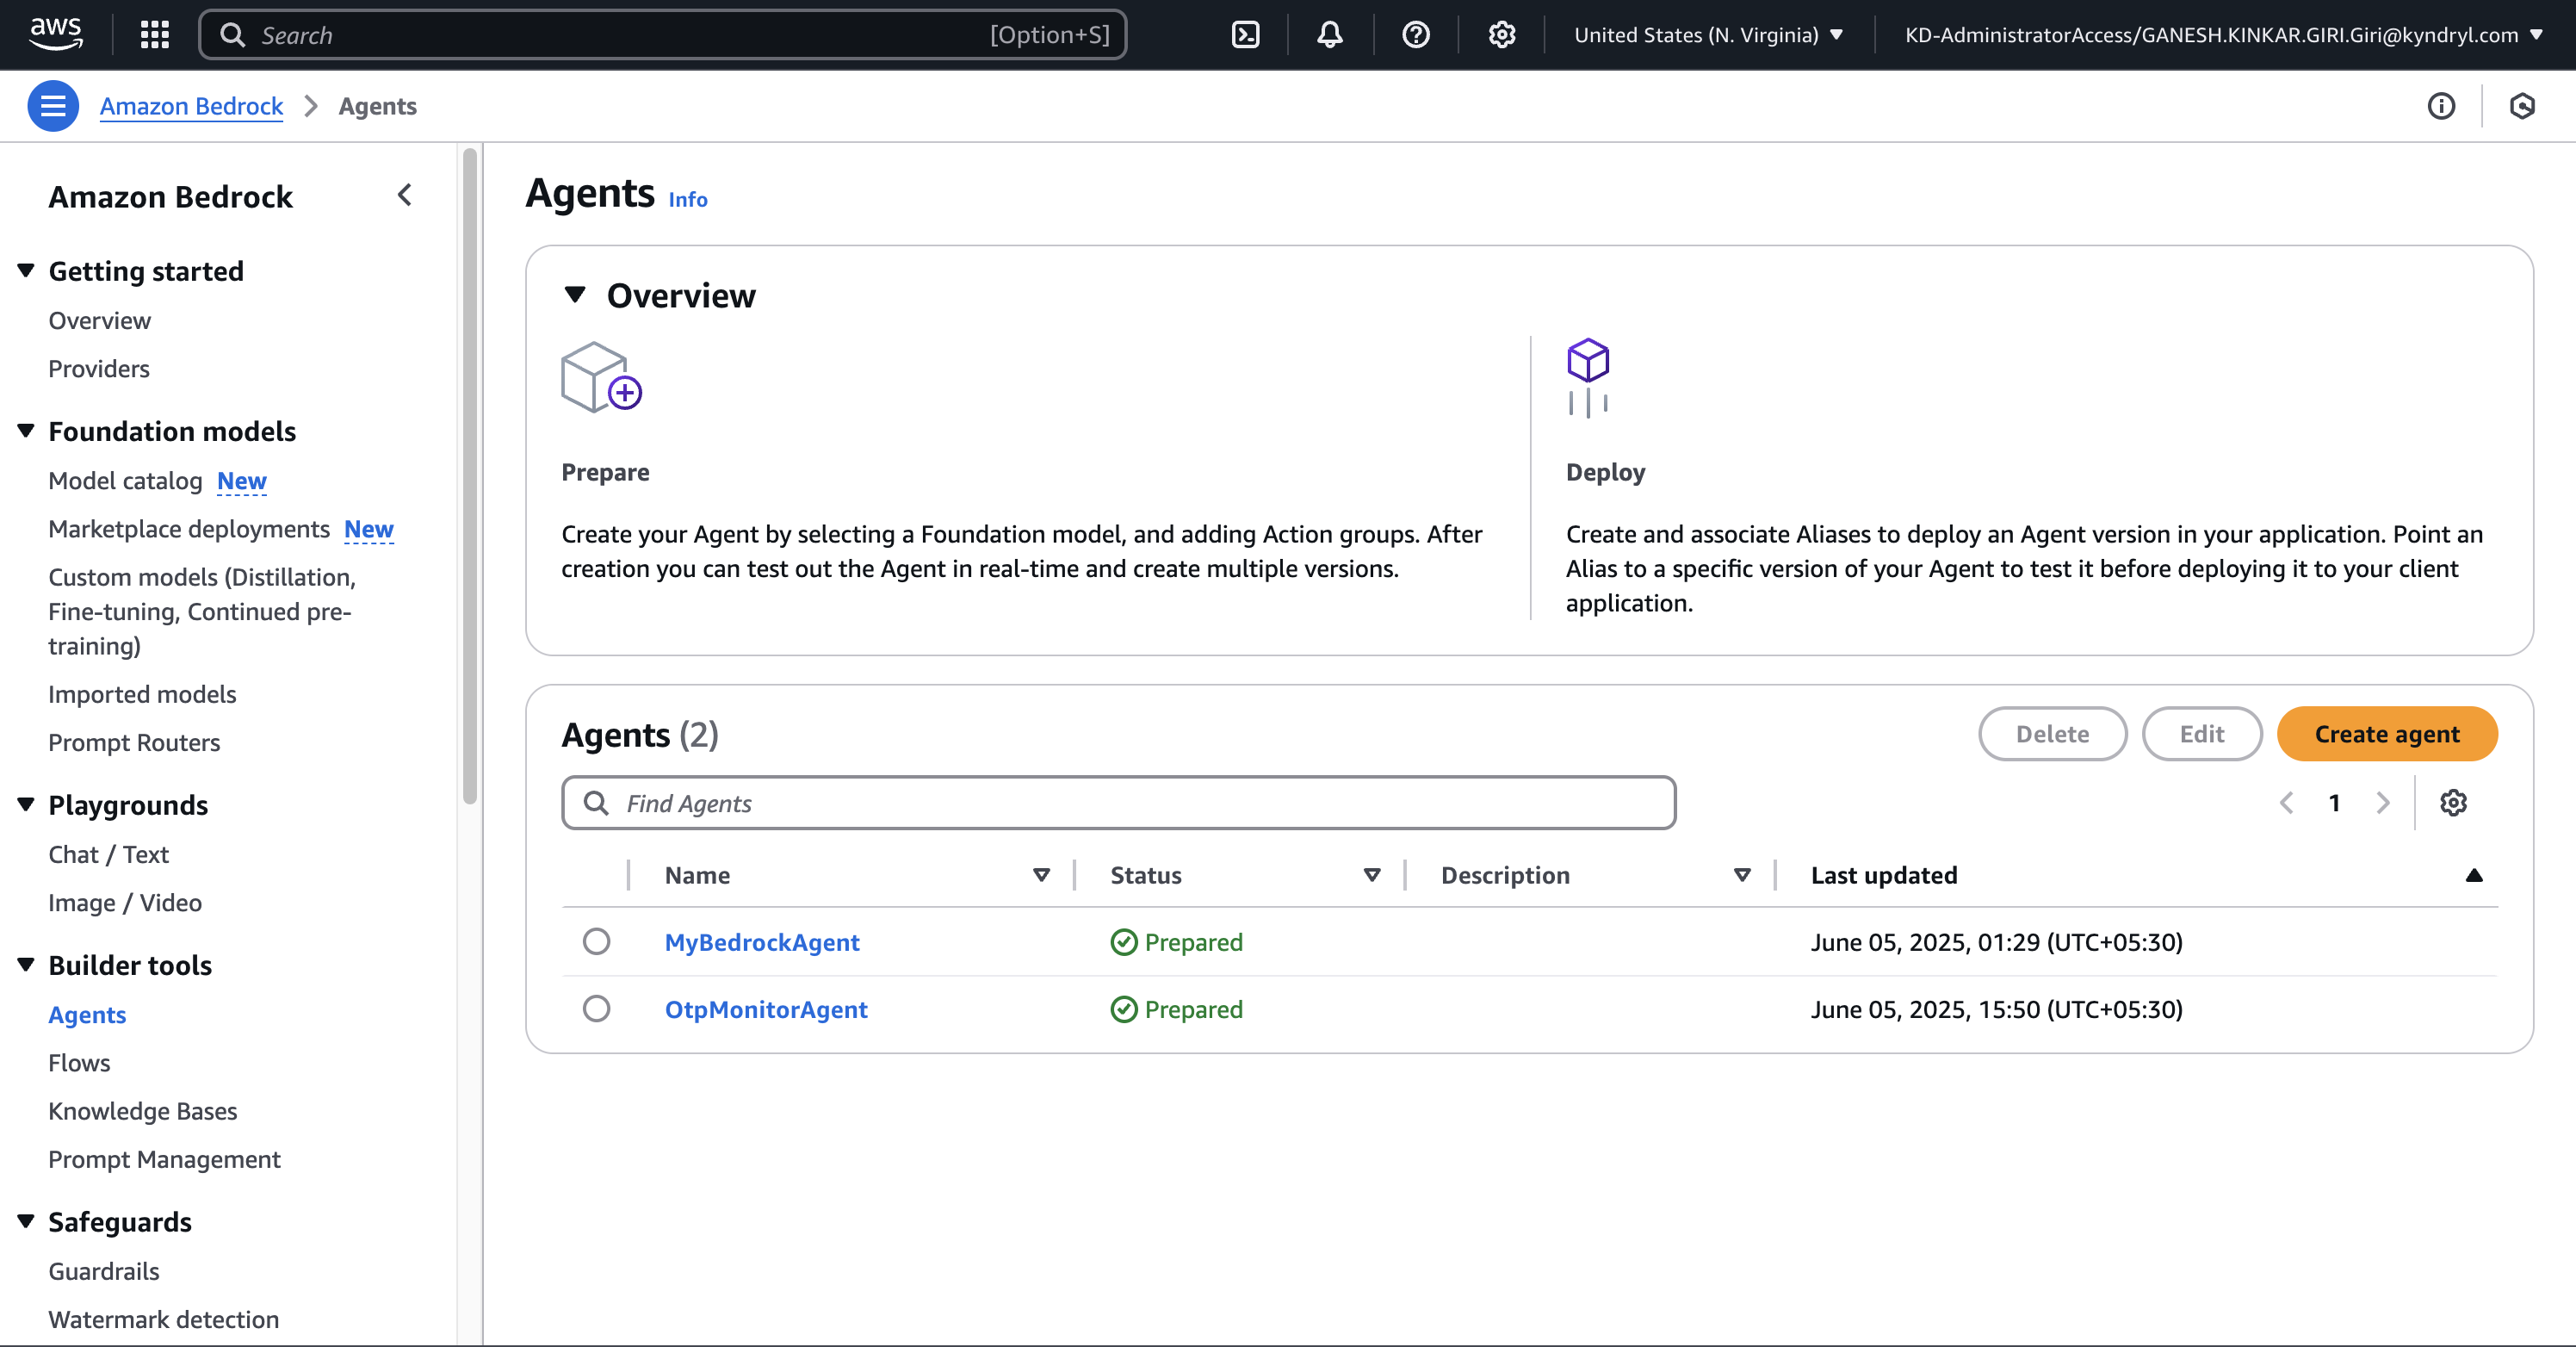 aws
Search [Option+S]
United States (N. Virginia)
KD-AdministratorAccess/GANESH.KINKAR.GIRI.Giri@kyndryl.com
Amazon Bedrock
Agents
Amazon Bedrock
Getting started
Overview
Providers
Foundation models
Model catalog New
Marketplace deployments New
Custom models (Distillation,
Fine-tuning, Continued pre-
training)
Imported models
Prompt Routers
Playgrounds
Chat / Text
Image / Video
Builder tools
Agents
Flows
Knowledge Bases
Prompt Management
Safeguards
Guardrails
Watermark detection
Agents Info
Overview
Prepare
Create your Agent by selecting a Foundation model, and adding Action groups. After
creation you can test out the Agent in real-time and create multiple versions.
Deploy
Create and associate Aliases to deploy an Agent version in your application. Point an
Alias to a specific version of your Agent to test it before deploying it to your client
application.
Agents (2)
Delete
Edit
Create agent
Find Agents
1
Name Status Description Last updated
MyBedrockAgent Prepared June 05, 2025, 01:29 (UTC+05:30)
OtpMonitorAgent Prepared June 05, 2025, 15:50 (UTC+05:30)